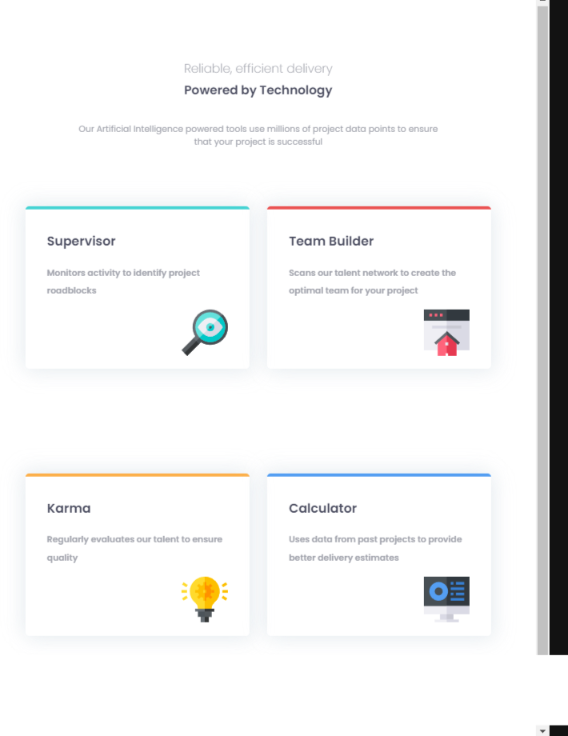 Reliable, efficient delivery
Powered by Technology
Our Artificial Intelligence powered tools use millions of project data points to ensure
that your project is successful
Supervisor
Monitors activity to identify project
roadblocks
Team Builder
Scans our talent network to create the
optimal team for your project
Karma
Regularly evaluates our talent to ensure
quality
Calculator
Uses data from past projects to provide
better delivery estimates